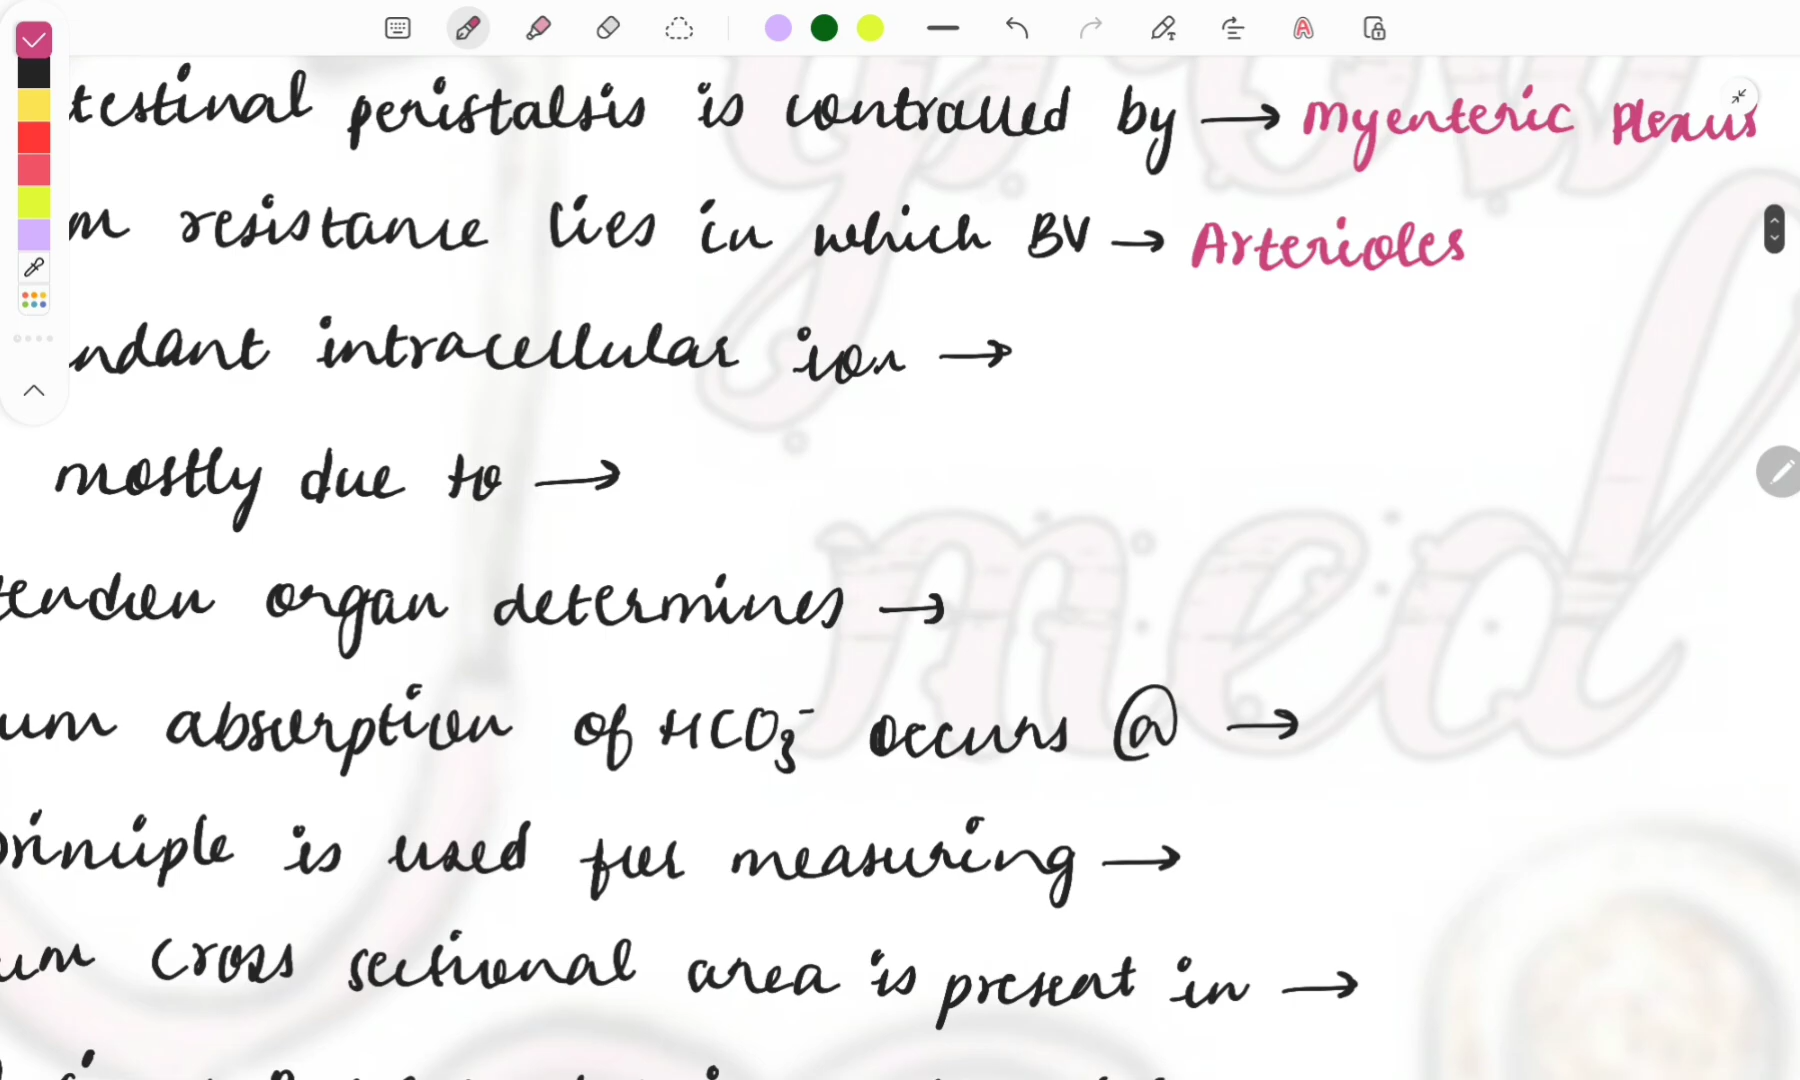 testinal peristalsis is controlled by → myenteric plexus
m resistance lies in which BV → Arterioles
ndant intracellular ion →
mostly due to →
tendon organ determines →
um absorption of HCO3- occurs @ →
principle is used for measuring →
um cross sectional area is present in →
med